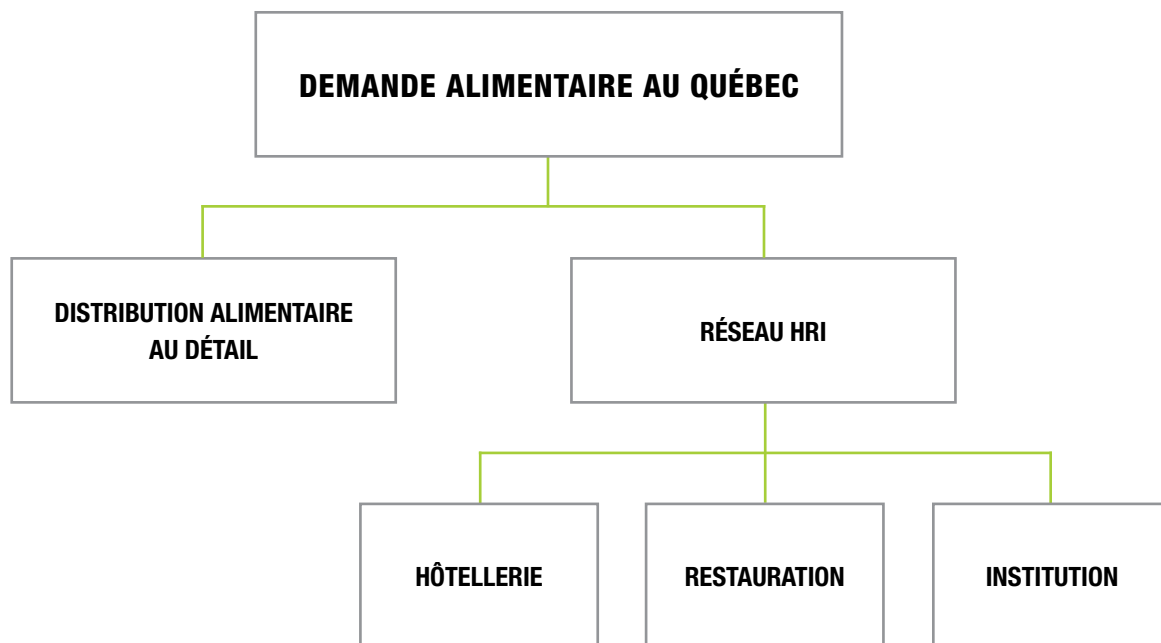 DEMANDE ALIMENTAIRE AU QUÉBEC
DISTRIBUTION ALIMENTAIRE
AU DÉTAIL
RÉSEAU HRI
HÔTELLERIE
RESTAURATION
INSTITUTION